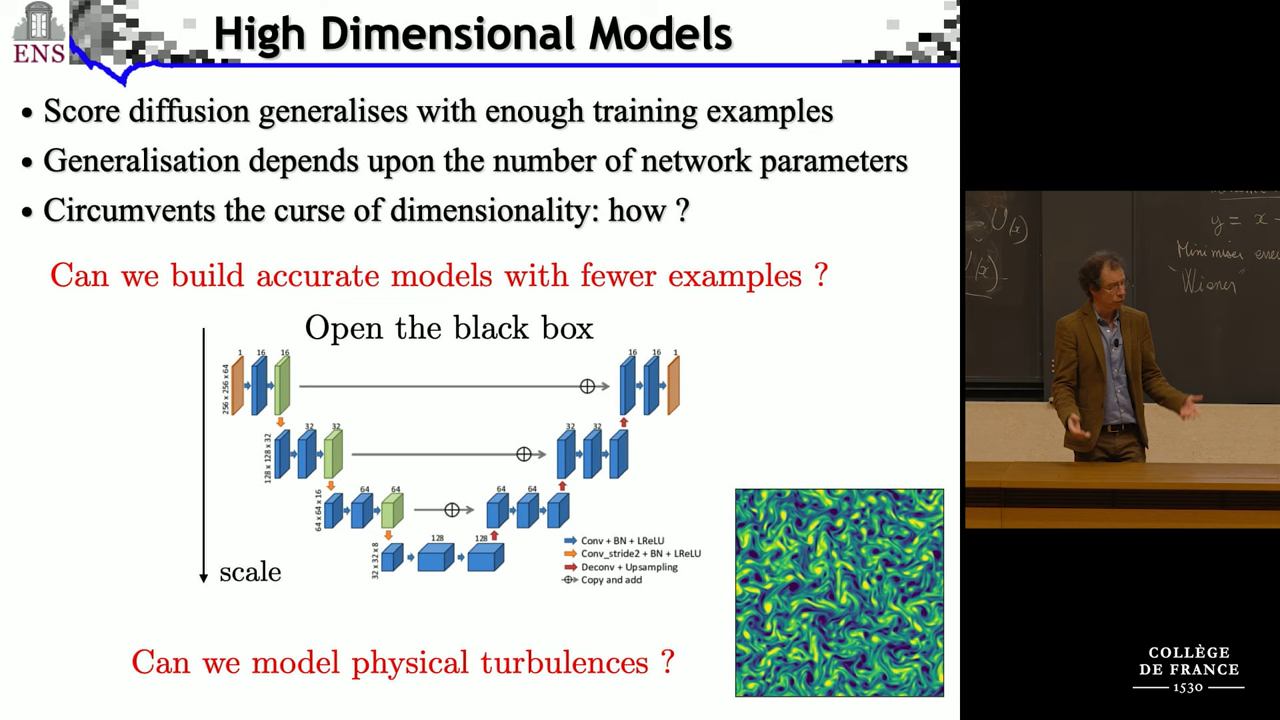 ENS
High Dimensional Models
• Score diffusion generalises with enough training examples
• Generalisation depends upon the number of network parameters
• Circumvents the curse of dimensionality: how ?
Can we build accurate models with fewer examples ?
Open the black box
1 16 16
16 16 1
256 x 256 x 64
32 32
32 32
128 x 128 x 32
64 64
64 64
64 x 64 x 16
128 128
32 x 32 x 8
Conv + BN + LReLU
Conv_stride2 + BN + LReLU
Deconv + Upsampling
Copy and add
scale
Can we model physical turbulences ?
U(x)
y = x -
Minimiser
"Wiener"
COLLÈGE
DE FRANCE
1530